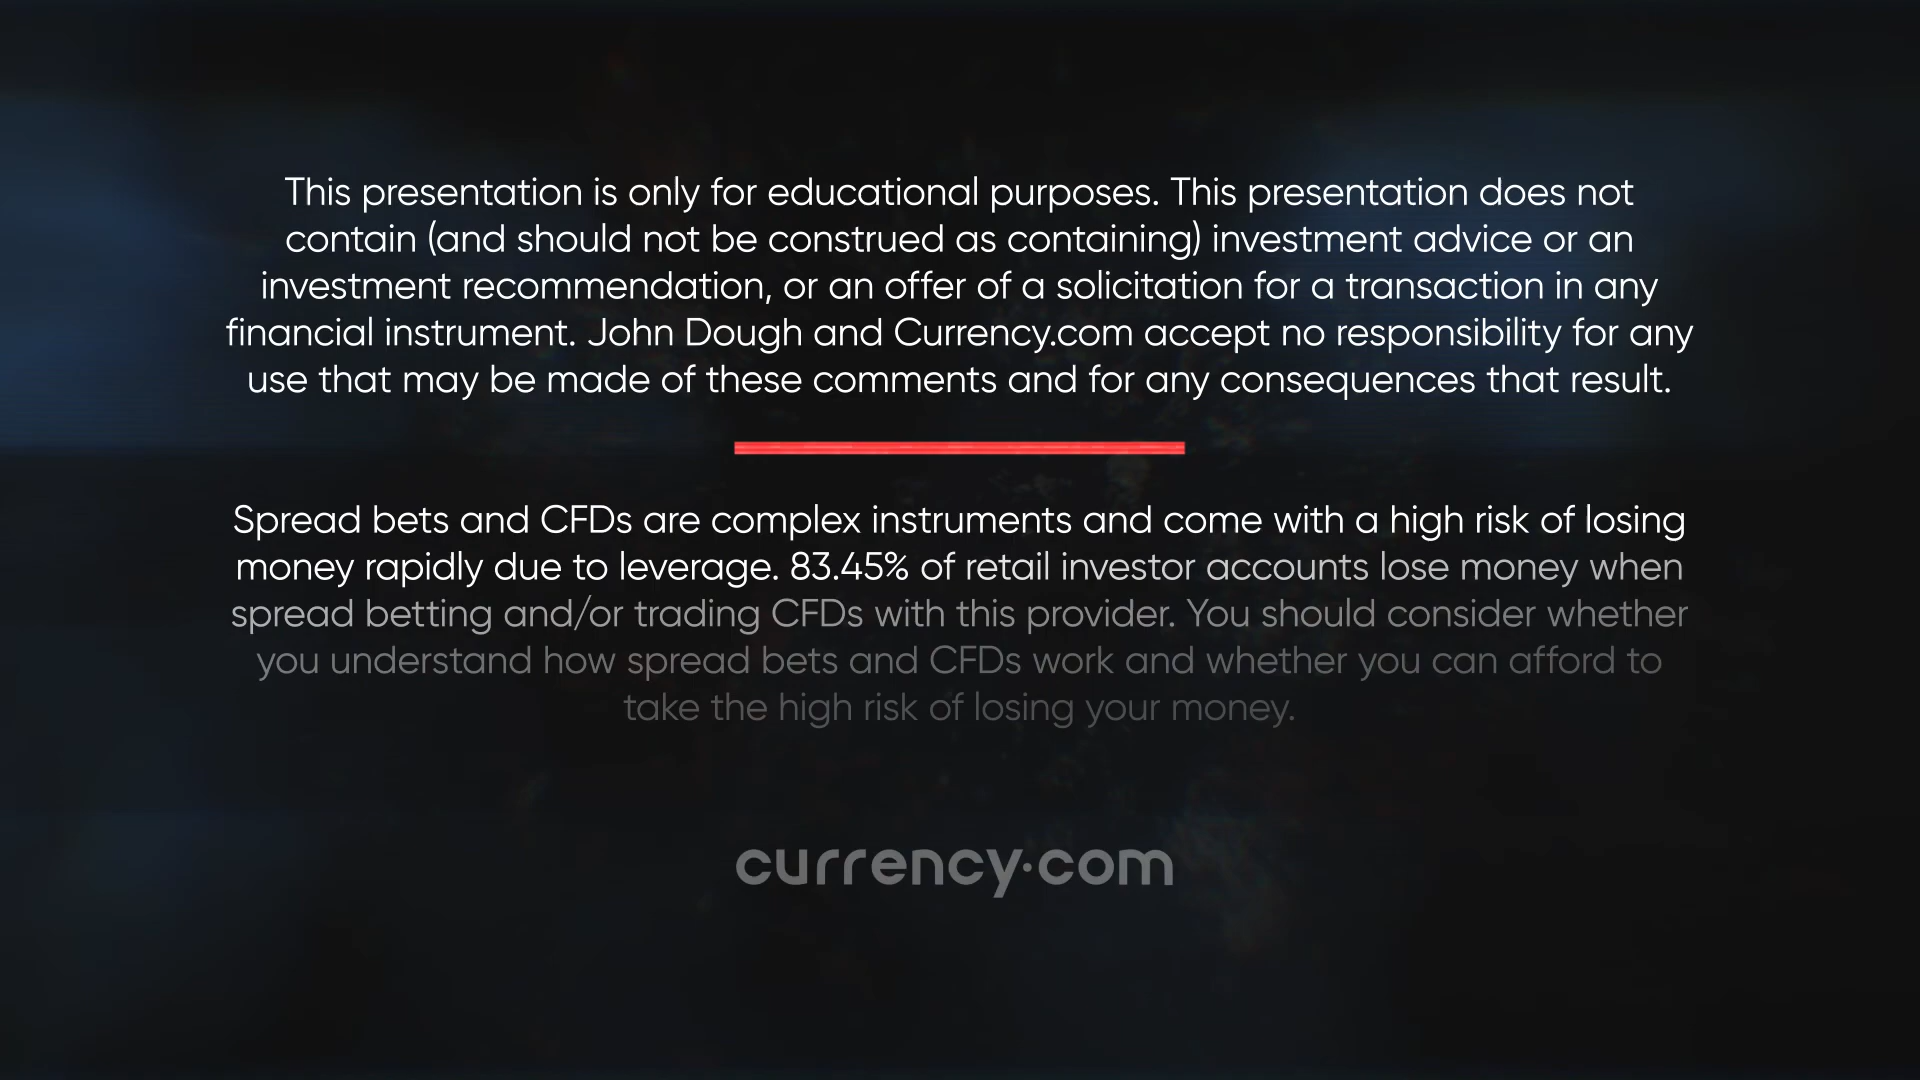 This presentation is only for educational purposes. This presentation does not
contain (and should not be construed as containing) investment advice or an
investment recommendation, or an offer of a solicitation for a transaction in any
financial instrument. John Dough and Currency.com accept no responsibility for any
use that may be made of these comments and for any consequences that result.
Spread bets and CFDs are complex instruments and come with a high risk of losing
money rapidly due to leverage. 83.45% of retail investor accounts lose money when
spread betting and/or trading CFDs with this provider. You should consider whether
you understand how spread bets and CFDs work and whether you can afford to
take the high risk of losing your money.
currency·com